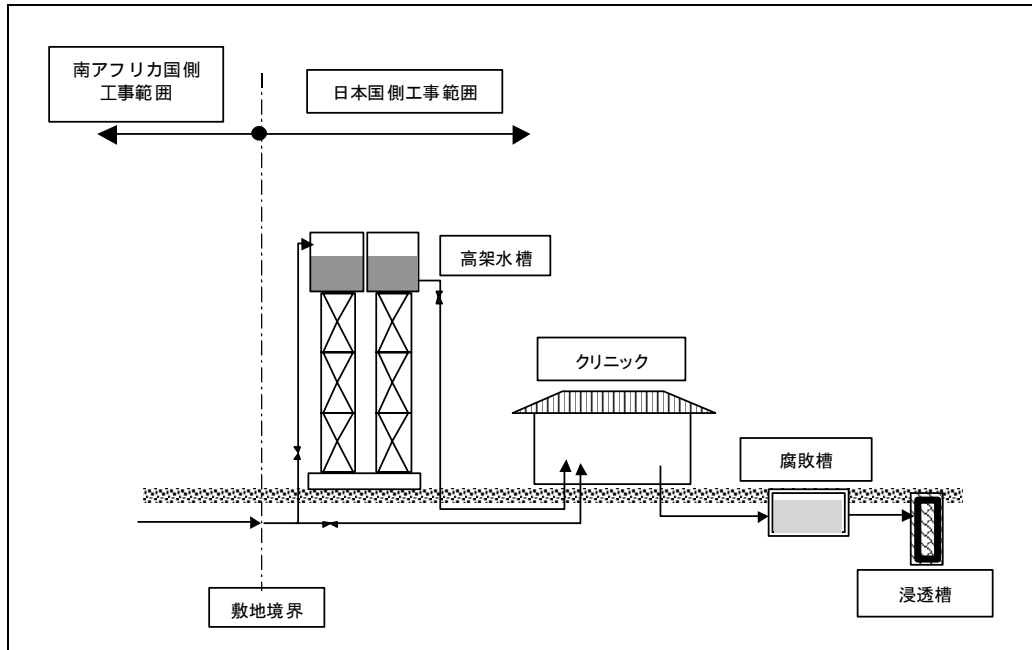 南アフリカ国側
工事範囲
日本国側工事範囲
高架水槽
クリニック
腐敗槽
浸透槽
敷地境界